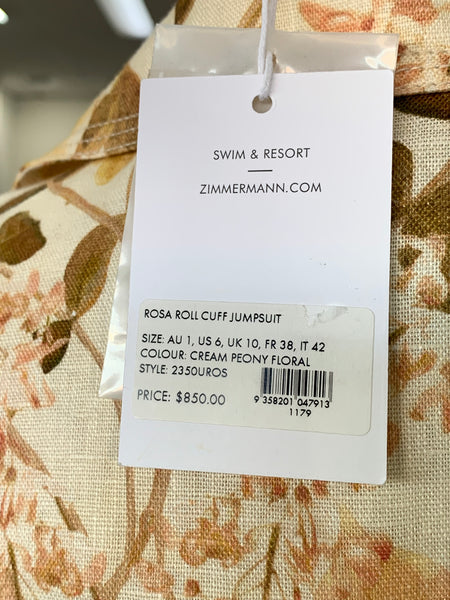 SWIM & RESORT
ZIMMERMANN.COM
ROSA ROLL CUFF JUMPSUIT
SIZE: AU 1, US 6, UK 10, FR 38, IT 42
COLOUR: CREAM PEONY FLORAL
STYLE: 2350UROS
PRICE: $850.00
9 358201 047913
1179